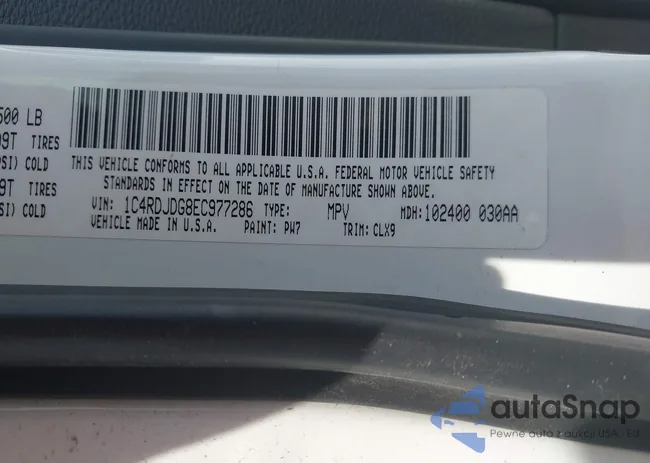 500 LB
99T TIRES
PSI) COLD
9T TIRES
SI) COLD
THIS VEHICLE CONFORMS TO ALL APPLICABLE U.S.A. FEDERAL MOTOR VEHICLE SAFETY
STANDARDS IN EFFECT ON THE DATE OF MANUFACTURE SHOWN ABOVE.
VIN: 1C4RDJDG8EC977286 TYPE: MPV MDH: 102400 030AA
VEHICLE MADE IN U.S.A. PAINT: PW7 TRIM: CLX9
autaSnap
Pewne auto z aukcji USA i EU